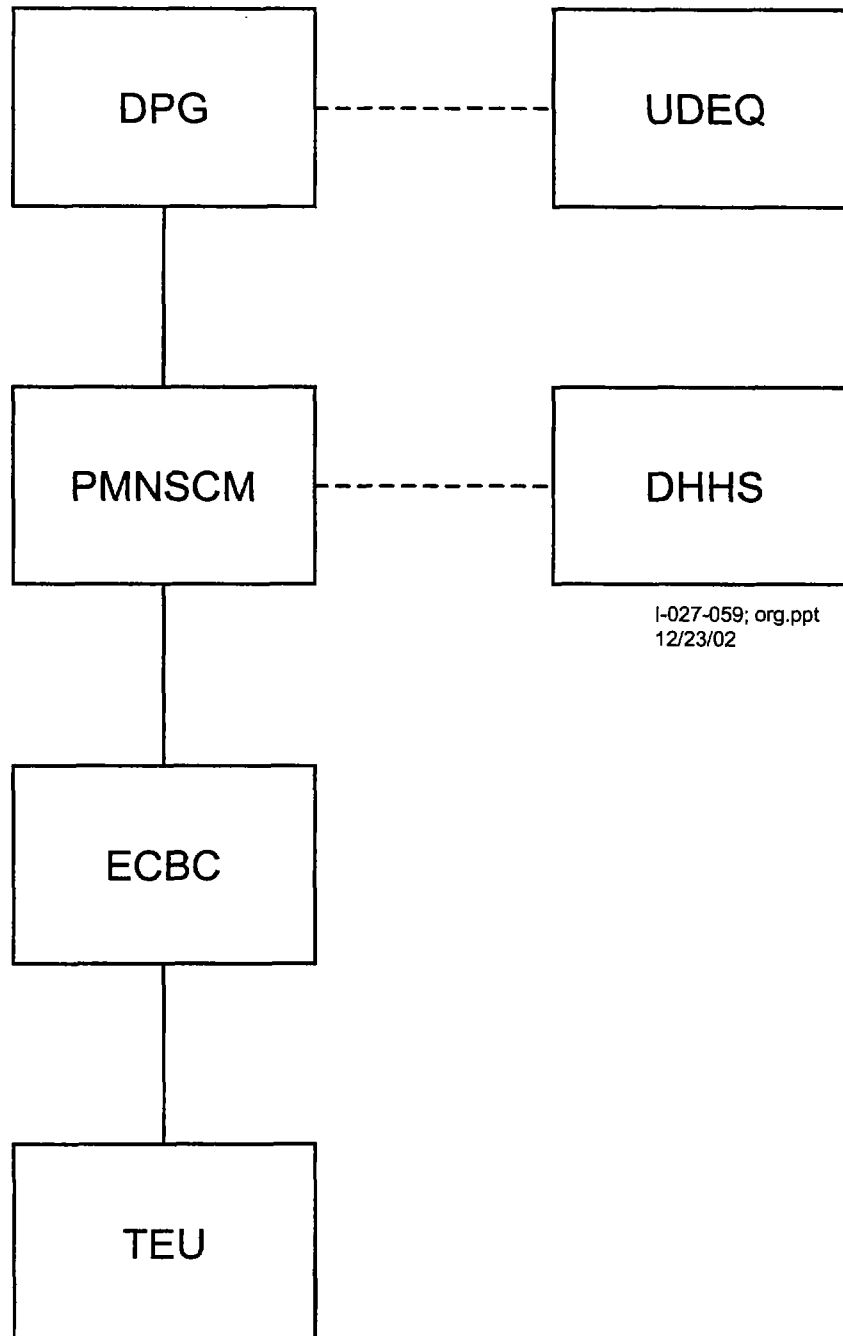 DPG
UDEQ
PMNSCM
DHHS
I-027-059; org.ppt
12/23/02
ECBC
TEU